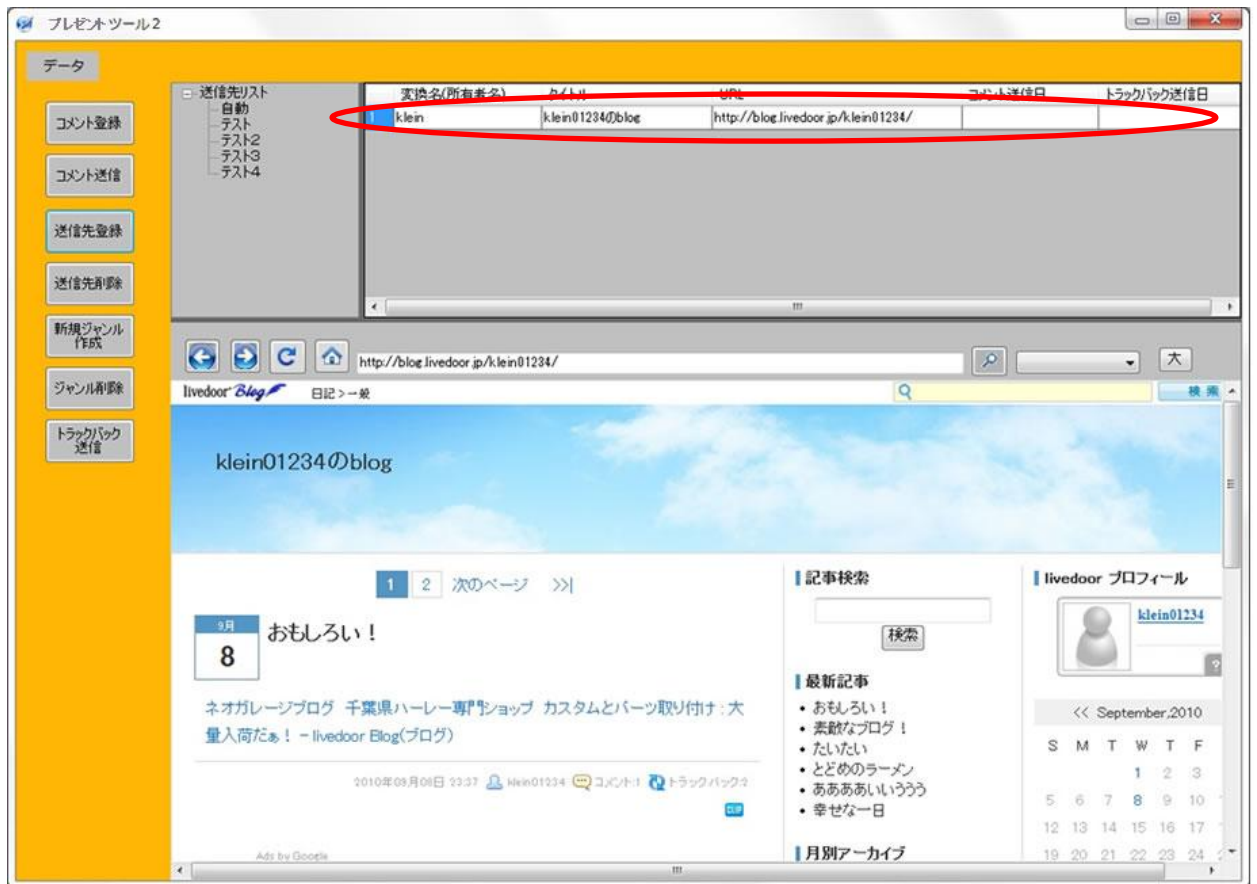 プレゼントツール2
データ
コメント登録
コメント送信
送信先登録
送信先削除
新規ジャンル
作成
ジャンル削除
トラックバック
送信
送信先リスト
自動
テスト
テスト2
テスト3
テスト4
変換名(所有者名) タイトル URL コメント送信日 トラックバック送信日
1 klein klein01234のblog http://blog.livedoor.jp/klein01234/
http://blog.livedoor.jp/klein01234/ 大
livedoor Blog 日記>一般 検索
klein01234のblog
1 2 次のページ >>|
9月
8
おもしろい!
ネオガレージブログ 千葉県ハーレー専門ショップ カスタムとパーツ取り付け : 大
量入荷だぁ! - livedoor Blog(ブログ)
2010年09月08日 23:37 klein01234 コメント:1 トラックバック:2
CLIP
Ads by Google
記事検索
検索
最新記事
• おもしろい!
• 素敵なブログ!
• たいたい
• とどめのラーメン
• ああああいいううう
• 幸せな一日
月別アーカイブ
livedoor プロフィール
klein01234
?
<< September,2010
S M T W T F
1 2 3
5 6 7 8 9 10
12 13 14 15 16 17
19 20 21 22 23 24